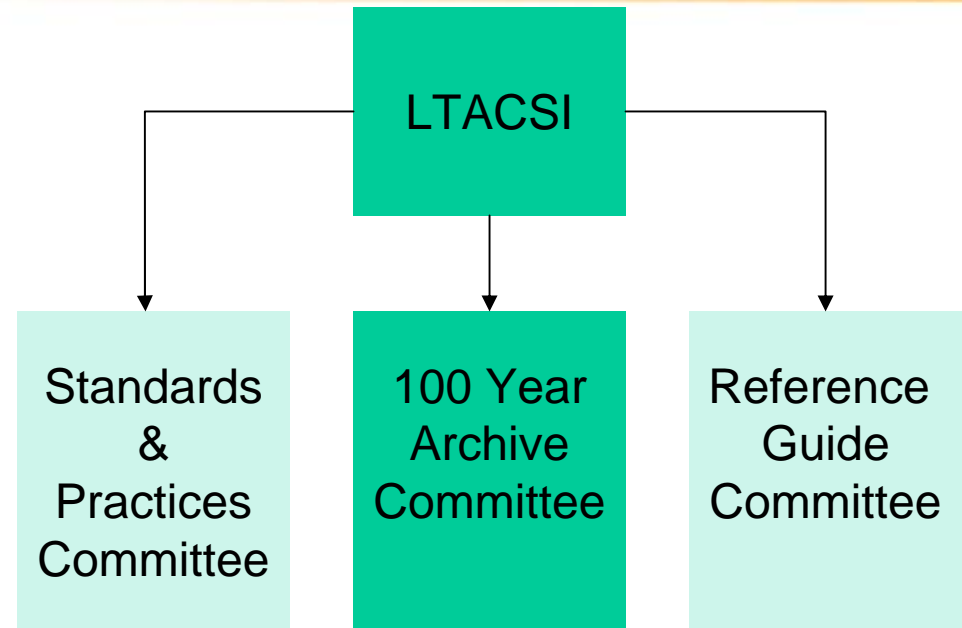 LTACSI
Standards
&
Practices
Committee
100 Year
Archive
Committee
Reference
Guide
Committee